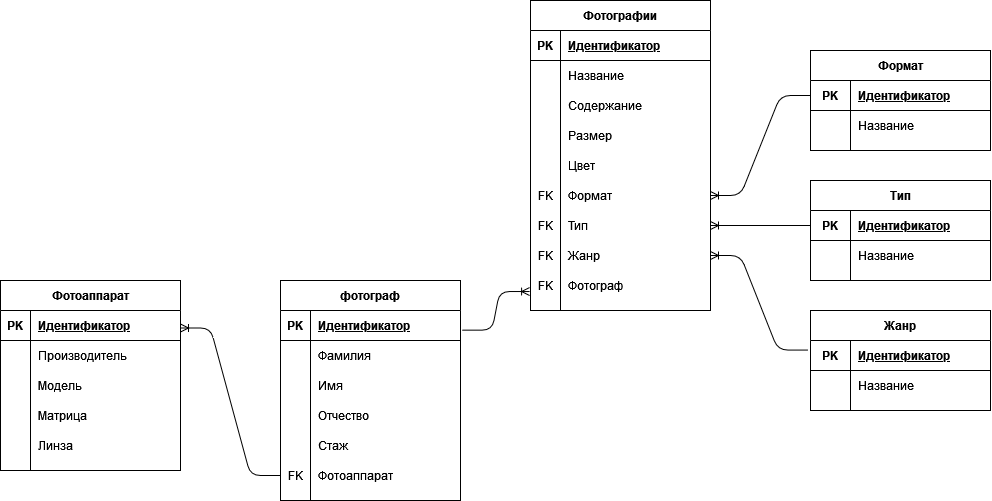 Фотографии
PK Идентификатор
Название
Содержание
Размер
Цвет
FK Формат
FK Тип
FK Жанр
FK Фотограф
Формат
PK Идентификатор
Название
Тип
PK Идентификатор
Название
Жанр
PK Идентификатор
Название
Фотоаппарат
PK Идентификатор
Производитель
Модель
Матрица
Линза
фотограф
PK Идентификатор
Фамилия
Имя
Отчество
Стаж
FK Фотоаппарат